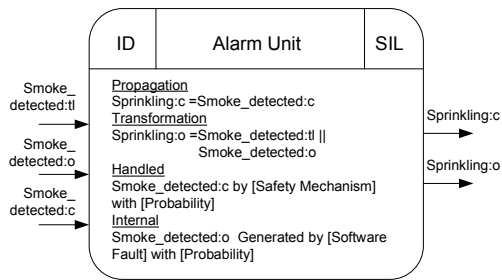 ID
Alarm Unit
SIL
Smoke_
detected:tl
Smoke_
detected:o
Smoke_
detected:c
Propagation
Sprinkling:c =Smoke_detected:c
Transformation
Sprinkling:o =Smoke_detected:tl ||
Smoke_detected:o
Handled
Smoke_detected:c by [Safety Mechanism]
with [Probability]
Internal
Smoke_detected:o Generated by [Software
Fault] with [Probability]
Sprinkling:c
Sprinkling:o